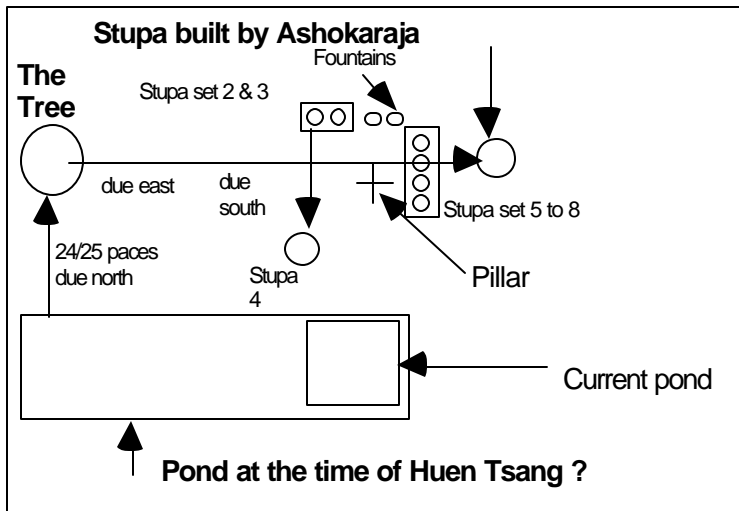 Stupa built by Ashokaraja
Fountains
The
Tree
Stupa set 2 & 3
due east
due
south
Stupa set 5 to 8
24/25 paces
due north
Stupa
4
Pillar
Current pond
Pond at the time of Huen Tsang ?